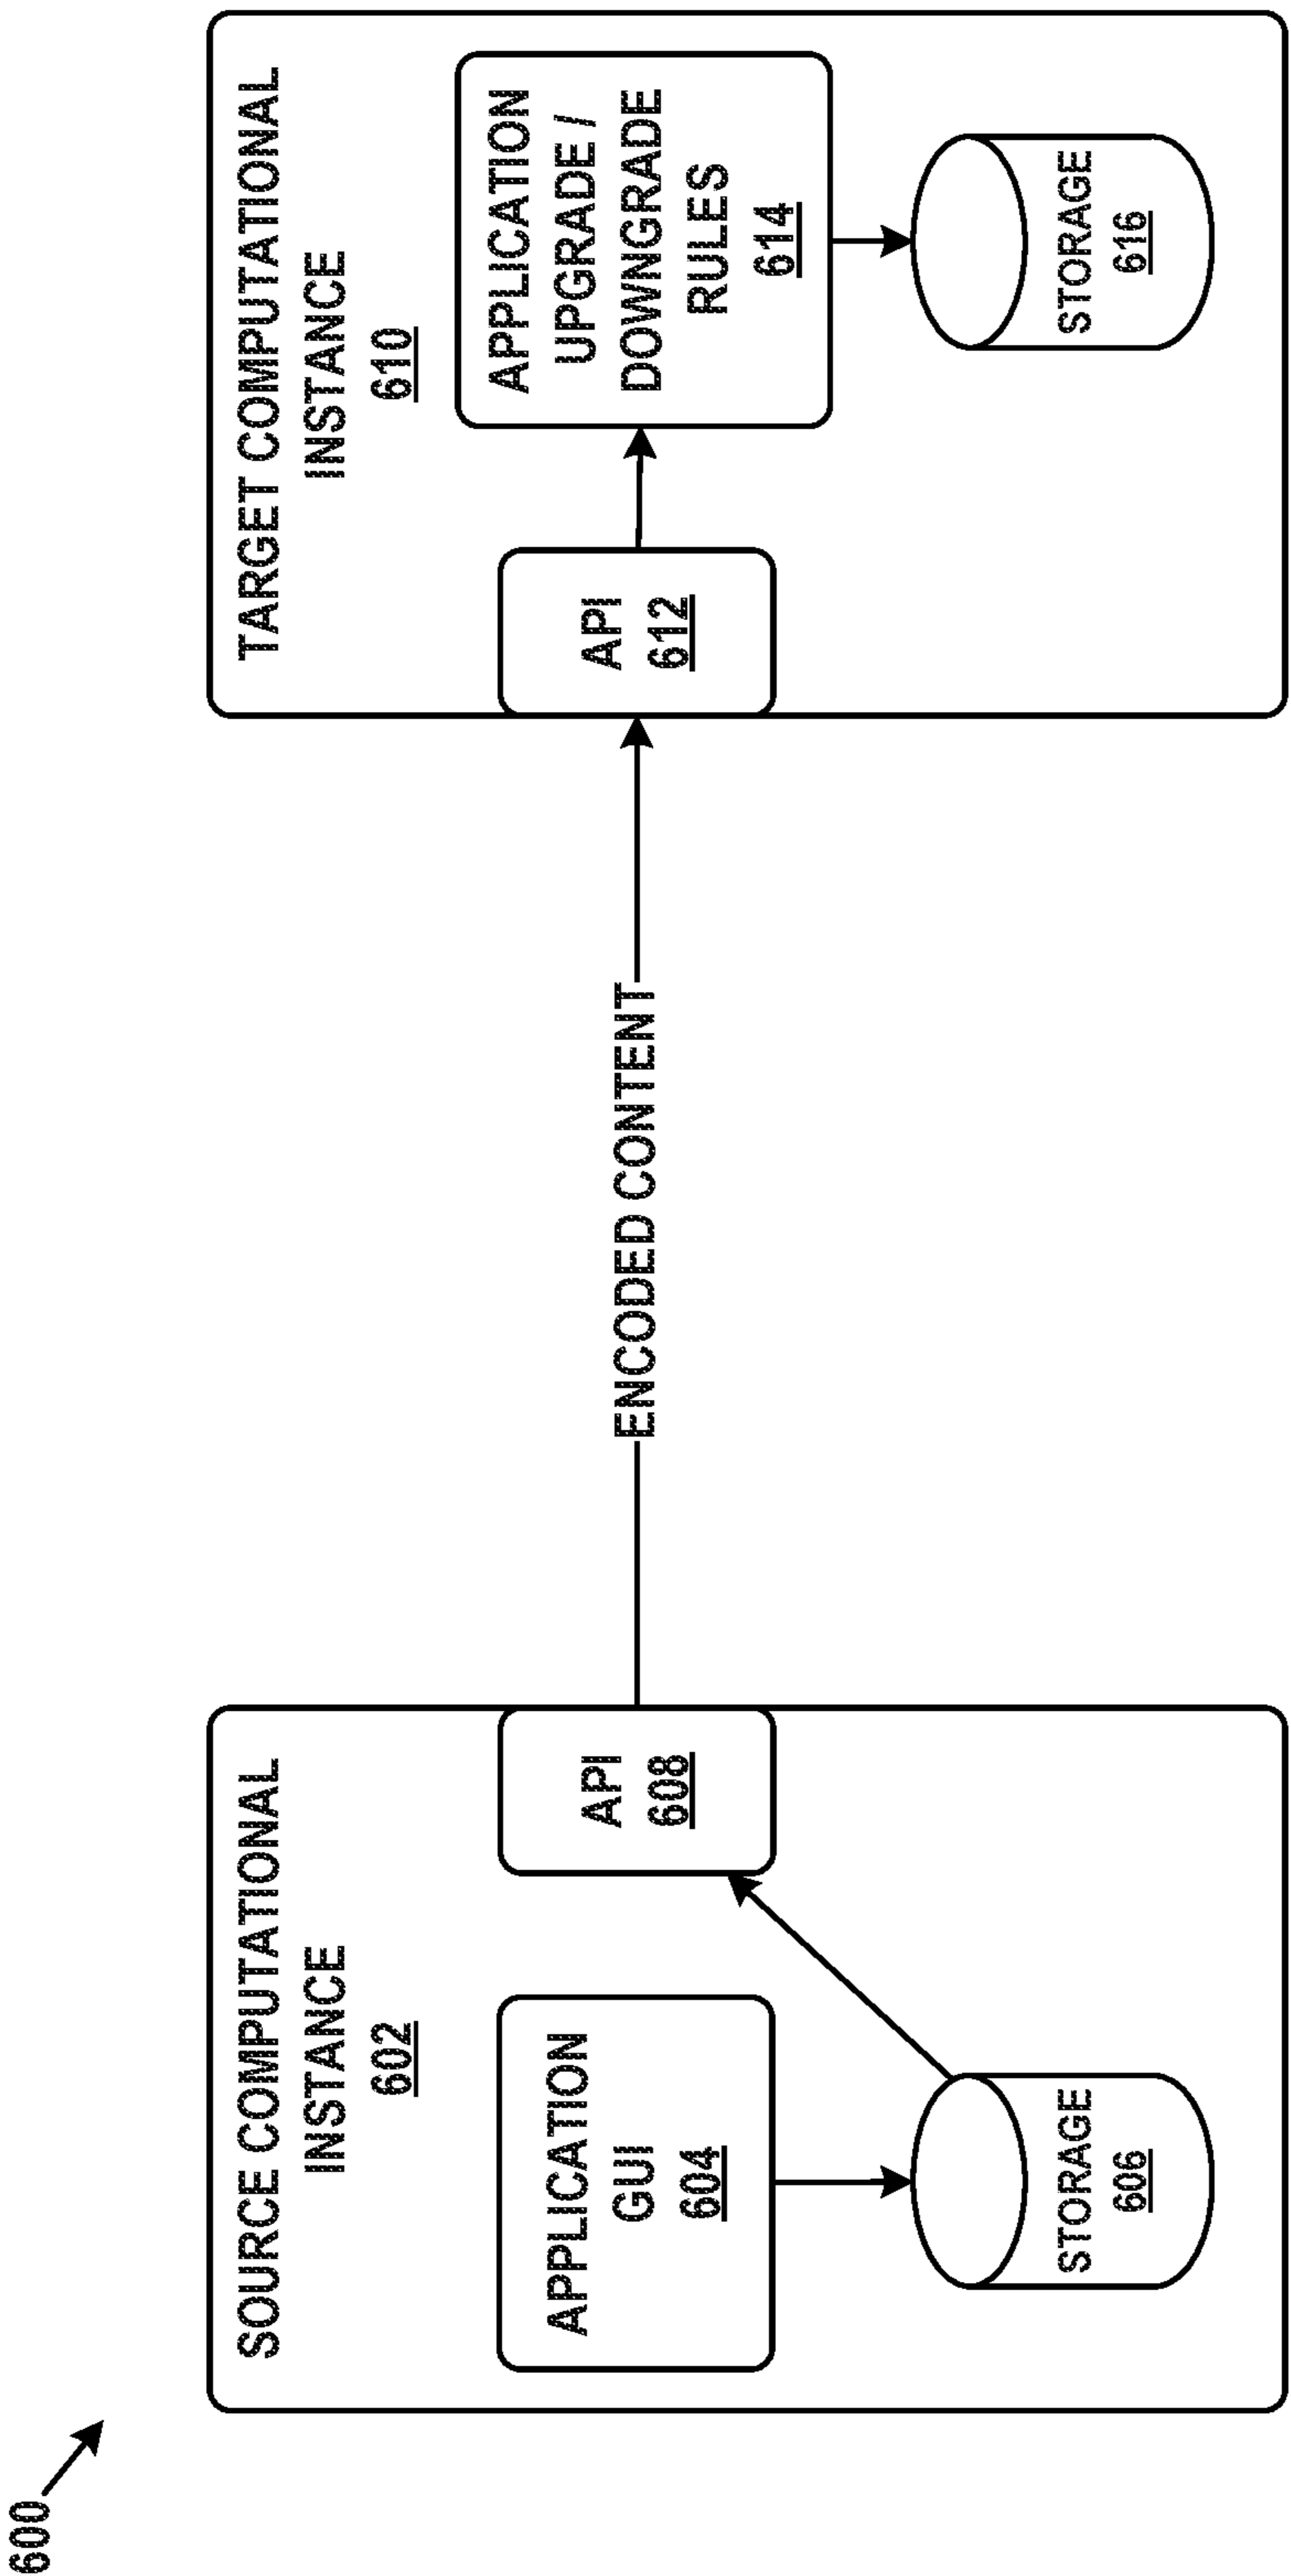 600
SOURCE COMPUTATIONAL
INSTANCE
602
APPLICATION
GUI
604
STORAGE
606
API
608
ENCODED CONTENT
TARGET COMPUTATIONAL
INSTANCE
610
API
612
APPLICATION
UPGRADE /
DOWNGRADE
RULES
614
STORAGE
616